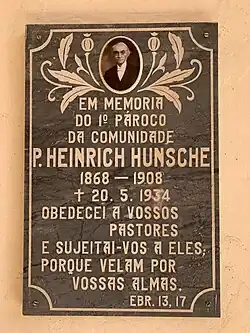 EM MEMORIA
DO 1º PÁROCO
DA COMUNIDADE
P. HEINRICH HUNSCHE
1868 — 1908
† 20. 5. 1934
OBEDECEI A VOSSOS
PASTORES
E SUJEITAI-VOS A ELES,
PORQUE VELAM POR
VOSSAS ALMAS.
EBR. 13, 17